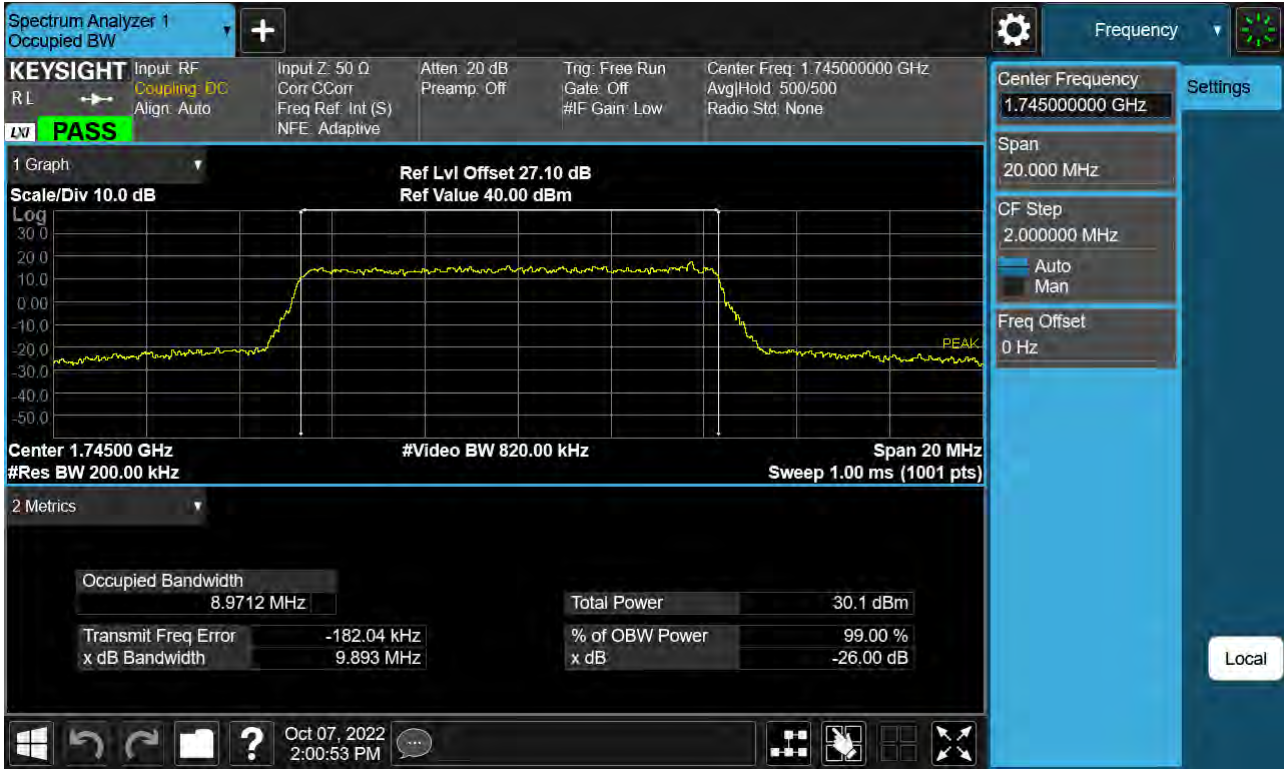 Spectrum Analyzer 1
Occupied BW
Frequency
KEYSIGHT
R L
LXI
PASS
Input: RF
Coupling: DC
Align: Auto
Input Z: 50 Ω
Corr CCorr
Freq Ref: Int (S)
NFE: Adaptive
Atten: 20 dB
Preamp: Off
Trig: Free Run
Gate: Off
#IF Gain: Low
Center Freq: 1.745000000 GHz
Avg|Hold: 500/500
Radio Std: None
Center Frequency
1.745000000 GHz
Settings
Span
20.000 MHz
CF Step
2.000000 MHz
Auto
Man
Freq Offset
0 Hz
Local
1 Graph
Scale/Div 10.0 dB
Ref Lvl Offset 27.10 dB
Ref Value 40.00 dBm
Log
30.0
20.0
10.0
0.00
-10.0
-20.0
-30.0
-40.0
-50.0
PEAK
Center 1.74500 GHz
#Video BW 820.00 kHz
Span 20 MHz
#Res BW 200.00 kHz
Sweep 1.00 ms (1001 pts)
2 Metrics
Occupied Bandwidth
8.9712 MHz
Total Power 30.1 dBm
Transmit Freq Error -182.04 kHz
% of OBW Power 99.00 %
x dB Bandwidth 9.893 MHz
x dB -26.00 dB
?
Oct 07, 2022
2:00:53 PM